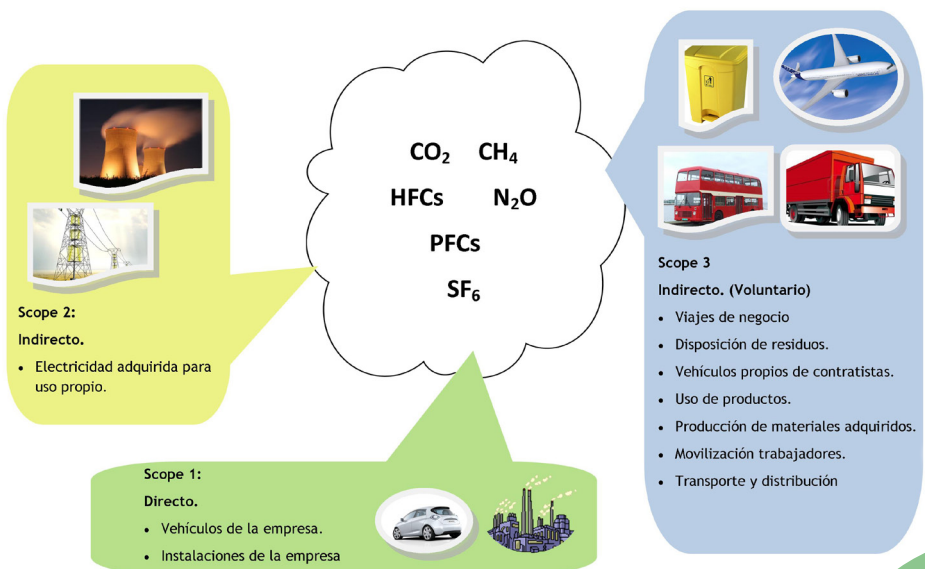 CO₂ CH₄
HFCs N₂O
PFCs
SF₆
Scope 2:
Indirecto.
• Electricidad adquirida para
uso propio.
Scope 1:
Directo.
• Vehículos de la empresa.
• Instalaciones de la empresa
Scope 3
Indirecto. (Voluntario)
• Viajes de negocio
• Disposición de residuos.
• Vehículos propios de contratistas.
• Uso de productos.
• Producción de materiales adquiridos.
• Movilización trabajadores.
• Transporte y distribución